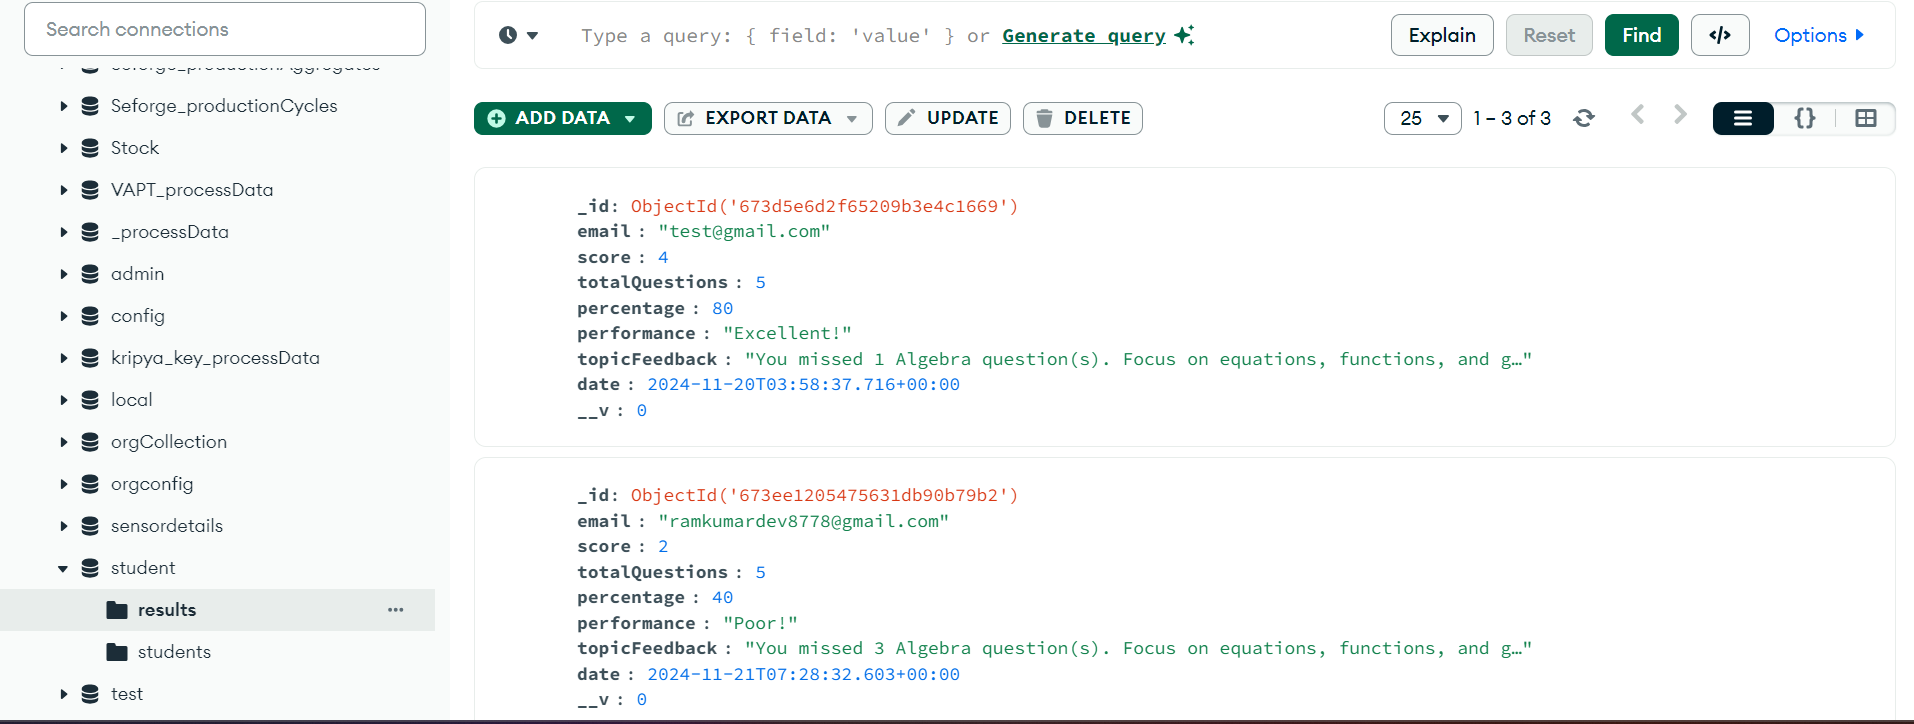 Search connections
Seforge_productionCycles
Stock
VAPT_processData
_processData
admin
config
kripya_key_processData
local
orgCollection
orgconfig
sensordetails
student
results
students
test
Type a query: { field: 'value' } or Generate query
Explain
Reset
Find
</>
Options
ADD DATA
EXPORT DATA
UPDATE
DELETE
25
1 – 3 of 3
{}
_id: ObjectId('673d5e6d2f65209b3e4c1669')
email : "test@gmail.com"
score : 4
totalQuestions : 5
percentage : 80
performance : "Excellent!"
topicFeedback : "You missed 1 Algebra question(s). Focus on equations, functions, and g…"
date : 2024-11-20T03:58:37.716+00:00
__v : 0
_id: ObjectId('673ee1205475631db90b79b2')
email : "ramkumardev8778@gmail.com"
score : 2
totalQuestions : 5
percentage : 40
performance : "Poor!"
topicFeedback : "You missed 3 Algebra question(s). Focus on equations, functions, and g…"
date : 2024-11-21T07:28:32.603+00:00
__v : 0